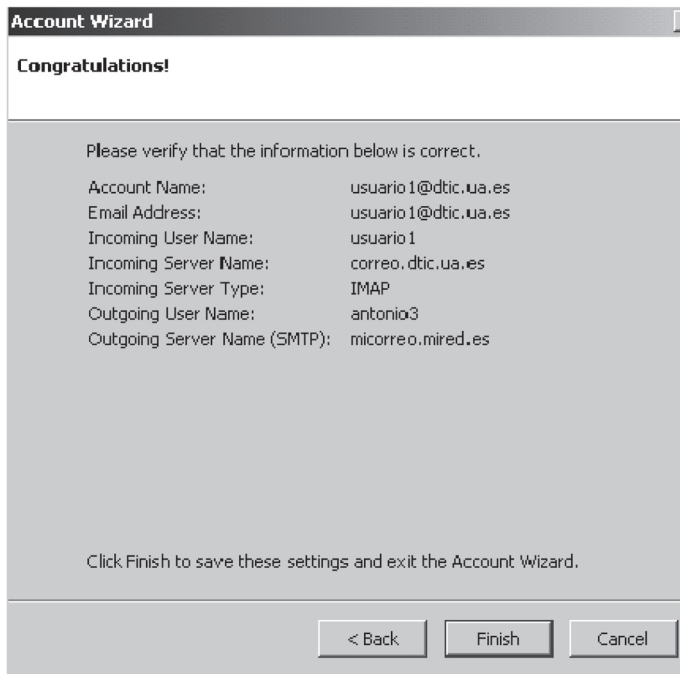 Account Wizard
Congratulations!
Please verify that the information below is correct.
Account Name: usuario1@dtic.ua.es
Email Address: usuario1@dtic.ua.es
Incoming User Name: usuario1
Incoming Server Name: correo.dtic.ua.es
Incoming Server Type: IMAP
Outgoing User Name: antonio3
Outgoing Server Name (SMTP): micorreo.mired.es
Click Finish to save these settings and exit the Account Wizard.
< Back Finish Cancel